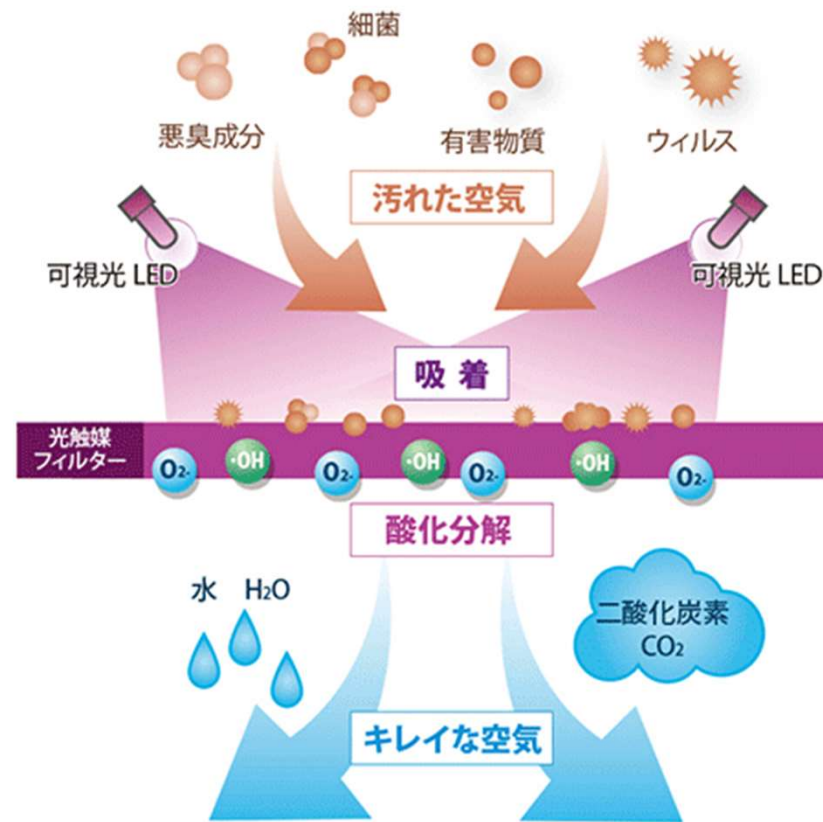 細菌
悪臭成分
有害物質
ウィルス
汚れた空気
可視光 LED
可視光 LED
吸着
光触媒
フィルター
O2-
·OH
O2-
·OH
O2-
·OH
O2-
酸化分解
水 H2O
二酸化炭素
CO2
キレイな空気